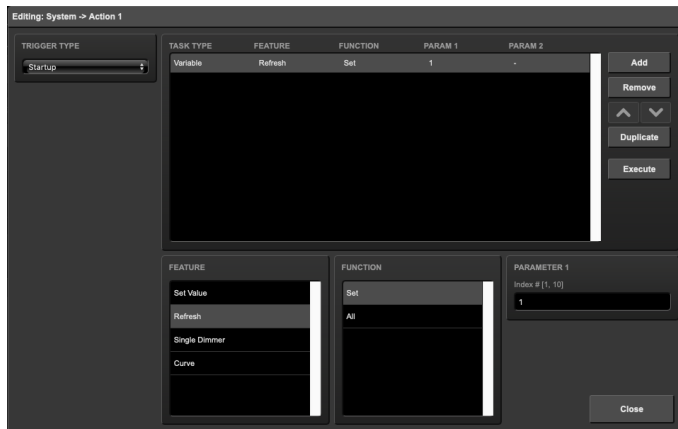 Editing: System -> Action 1
TRIGGER TYPE
Startup
TASK TYPE FEATURE FUNCTION PARAM 1 PARAM 2
Variable Refresh Set 1 -
Add
Remove
Duplicate
Execute
FEATURE
Set Value
Refresh
Single Dimmer
Curve
FUNCTION
Set
All
PARAMETER 1
Index # [1, 10]
1
Close